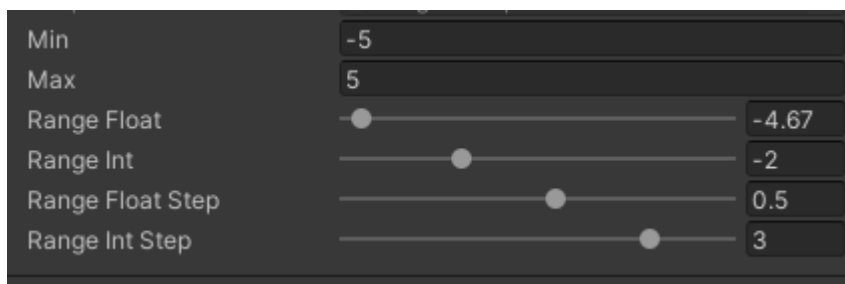 Min -5
Max 5
Range Float -4.67
Range Int -2
Range Float Step 0.5
Range Int Step 3